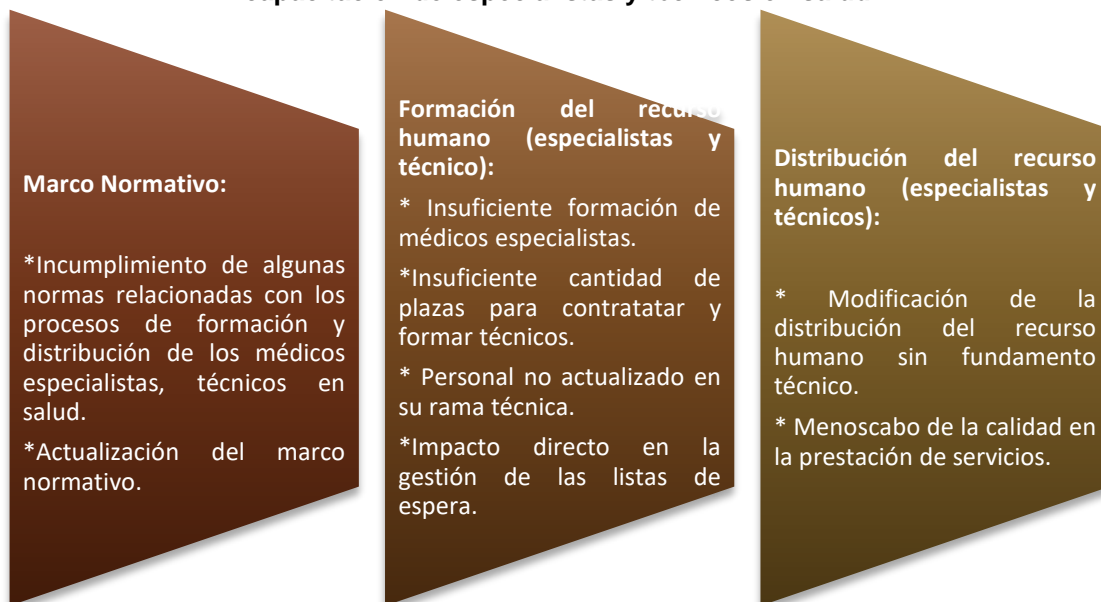 Marco Normativo:
*Incumplimiento de algunas
normas relacionadas con los
procesos de formación y
distribución de los médicos
especialistas, técnicos en
salud.
*Actualización del marco
normativo.
Formación del recurso
humano (especialistas y
técnico):
* Insuficiente formación de
médicos especialistas.
*Insuficiente cantidad de
plazas para contratatar y
formar técnicos.
* Personal no actualizado en
su rama técnica.
*Impacto directo en la
gestión de las listas de
espera.
Distribución del recurso
humano (especialistas y
técnicos):
* Modificación de la
distribución del recurso
humano sin fundamento
técnico.
* Menoscabo de la calidad en
la prestación de servicios.